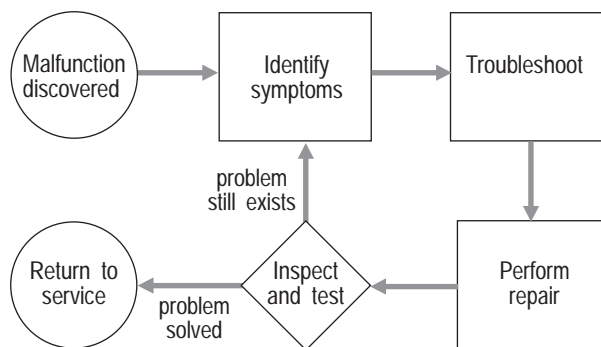 Malfunction
discovered
Identify
symptoms
Troubleshoot
problem
still exists
Return to
service
problem
solved
Inspect
and test
Perform
repair